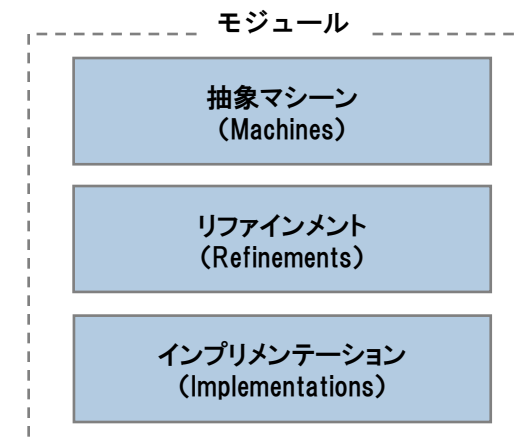 モジュール
抽象マシーン
（Machines）
リファインメント
（Refinements）
インプリメンテーション
（Implementations）